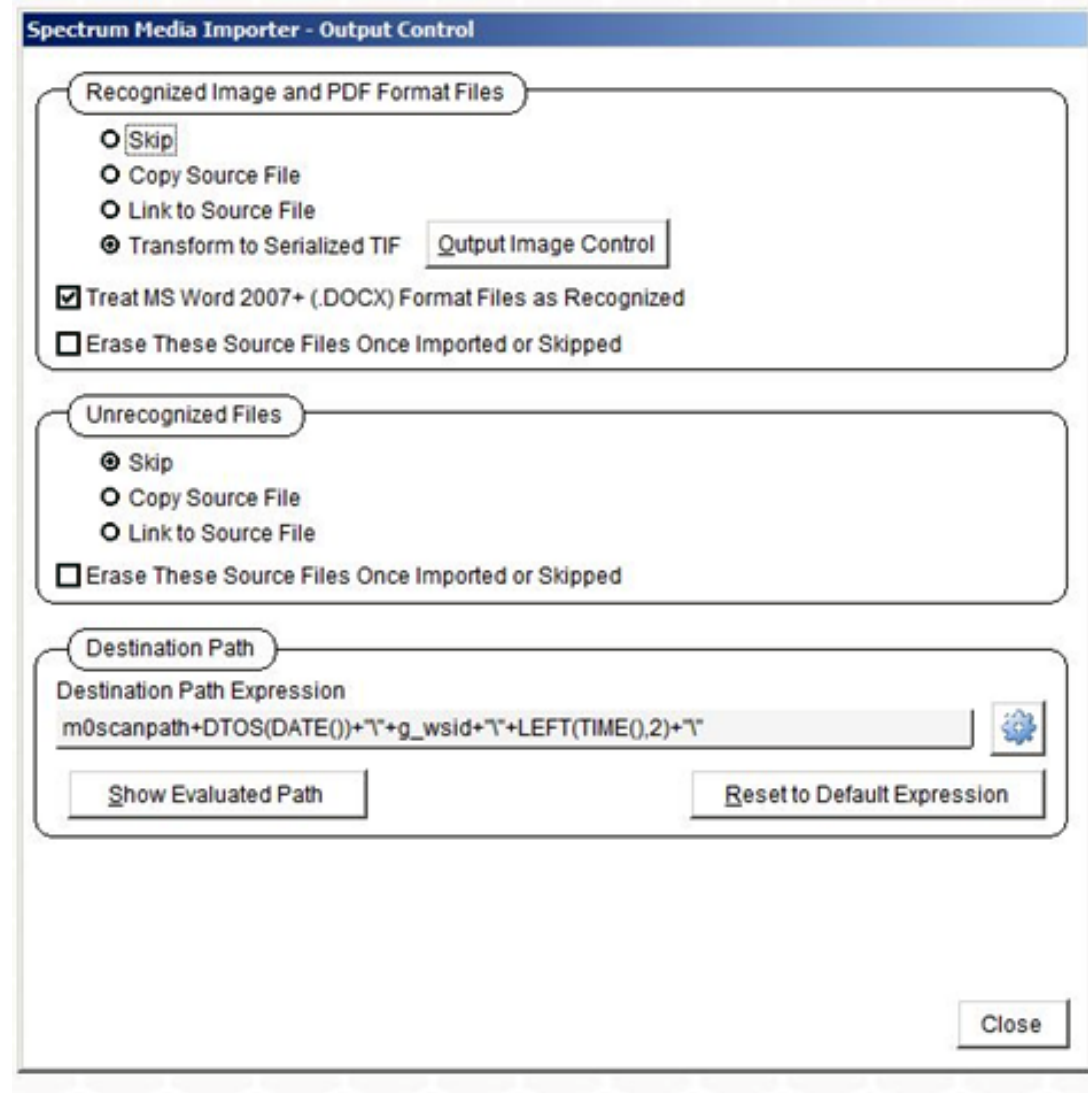 Spectrum Media Importer - Output Control
Recognized Image and PDF Format Files
Skip
Copy Source File
Link to Source File
Transform to Serialized TIF Output Image Control
Treat MS Word 2007+ (.DOCX) Format Files as Recognized
Erase These Source Files Once Imported or Skipped
Unrecognized Files
Skip
Copy Source File
Link to Source File
Erase These Source Files Once Imported or Skipped
Destination Path
Destination Path Expression
m0scanpath+DTOS(DATE())+"\"+g_wsid+"\"+LEFT(TIME(),2)+"\"
Show Evaluated Path Reset to Default Expression
Close